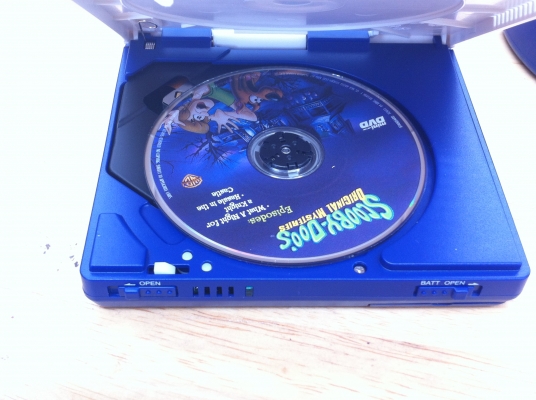 SCOOBY-DOO'S
ORIGINAL MYSTERIES
Episodes:
• What A Night For
a Knight
• Hassle in the
Castle
DVD
OPEN
BATT OPEN